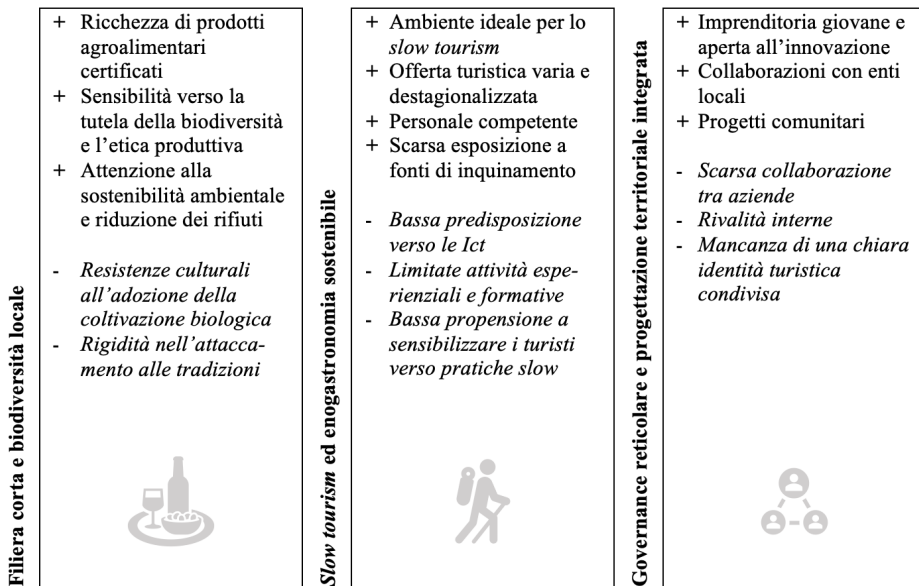 Filiera corta e biodiversità locale
+ Ricchezza di prodotti
agroalimentari
certificati
+ Sensibilità verso la
tutela della biodiversità
e l'etica produttiva
+ Attenzione alla
sostenibilità ambientale
e riduzione dei rifiuti
- Resistenze culturali
all'adozione della
coltivazione biologica
- Rigidità nell'attacca-
mento alle tradizioni
Slow tourism ed enogastronomia sostenibile
+ Ambiente ideale per lo
slow tourism
+ Offerta turistica varia e
destagionalizzata
+ Personale competente
+ Scarsa esposizione a
fonti di inquinamento
- Bassa predisposizione
verso le Ict
- Limitate attività espe-
rienziali e formative
- Bassa propensione a
sensibilizzare i turisti
verso pratiche slow
Governance reticolare e progettazione territoriale integrata
+ Imprenditoria giovane e
aperta all'innovazione
+ Collaborazioni con enti
locali
+ Progetti comunitari
- Scarsa collaborazione
tra aziende
- Rivalità interne
- Mancanza di una chiara
identità turistica
condivisa